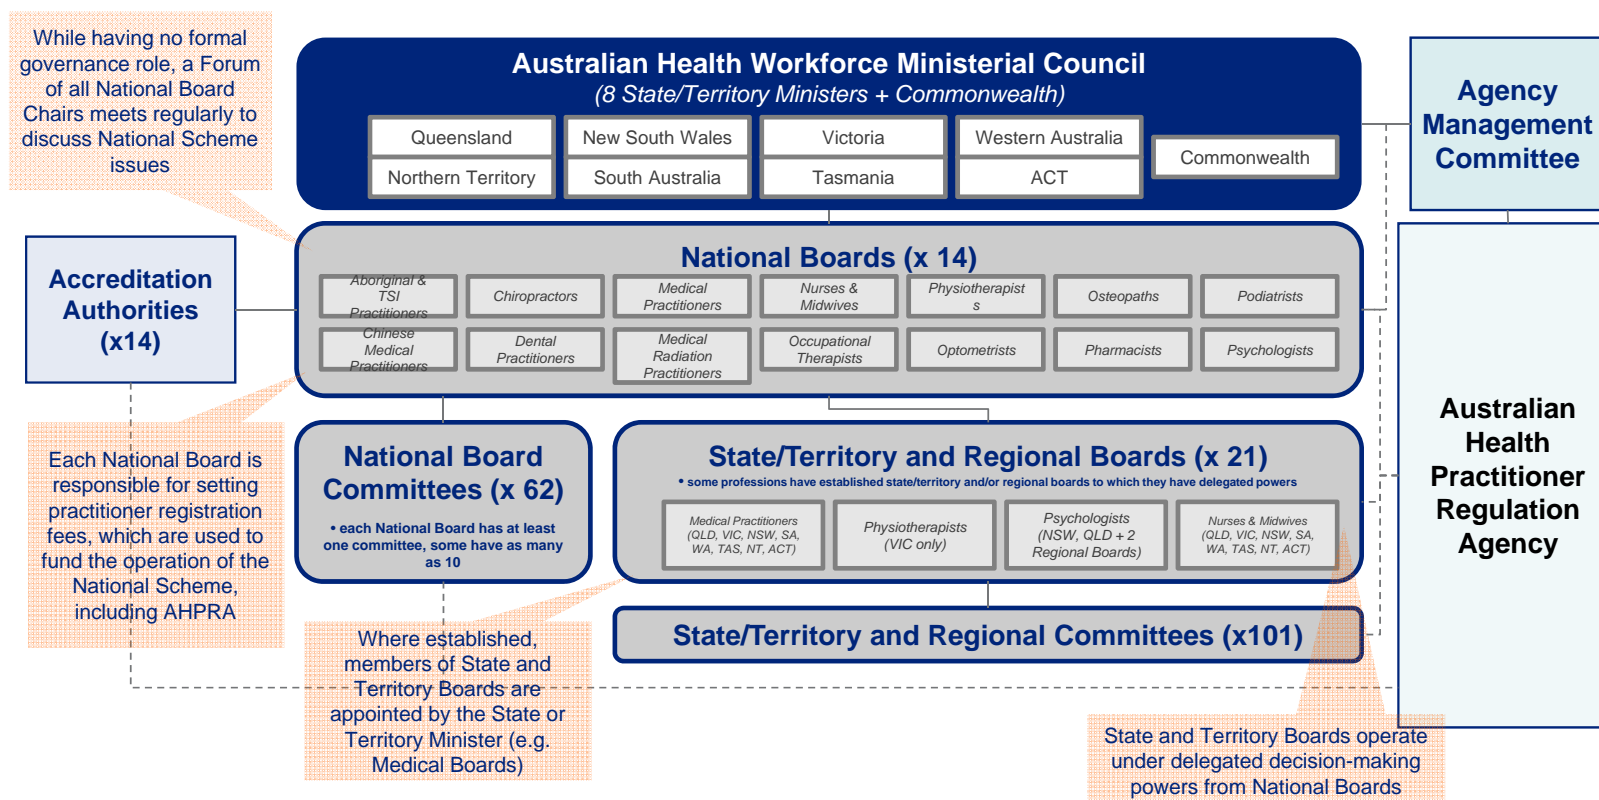 While having no formal
governance role, a Forum
of all National Board
Chairs meets regularly to
discuss National Scheme
issues
Australian Health Workforce Ministerial Council
(8 State/Territory Ministers + Commonwealth)
Queensland
New South Wales
Victoria
Western Australia
Commonwealth
Northern Territory
South Australia
Tasmania
ACT
Agency
Management
Committee
Accreditation
Authorities
(x14)
National Boards (x 14)
Aboriginal &
TSI
Practitioners
Chiropractors
Medical
Practitioners
Nurses &
Midwives
Physiotherapist
s
Osteopaths
Podiatrists
Chinese
Medical
Practitioners
Dental
Practitioners
Medical
Radiation
Practitioners
Occupational
Therapists
Optometrists
Pharmacists
Psychologists
Each National Board is
responsible for setting
practitioner registration
fees, which are used to
fund the operation of the
National Scheme,
including AHPRA
National Board
Committees (x 62)
• each National Board has at least
one committee, some have as many
as 10
State/Territory and Regional Boards (x 21)
• some professions have established state/territory and/or regional boards to which they have delegated powers
Medical Practitioners
(QLD, VIC, NSW, SA,
WA, TAS, NT, ACT)
Physiotherapists
(VIC only)
Psychologists
(NSW, QLD + 2
Regional Boards)
Nurses & Midwives
(QLD, VIC, NSW, SA,
WA, TAS, NT, ACT)
Australian
Health
Practitioner
Regulation
Agency
State/Territory and Regional Committees (x101)
Where established,
members of State and
Territory Boards are
appointed by the State or
Territory Minister (e.g.
Medical Boards)
State and Territory Boards operate
under delegated decision-making
powers from National Boards